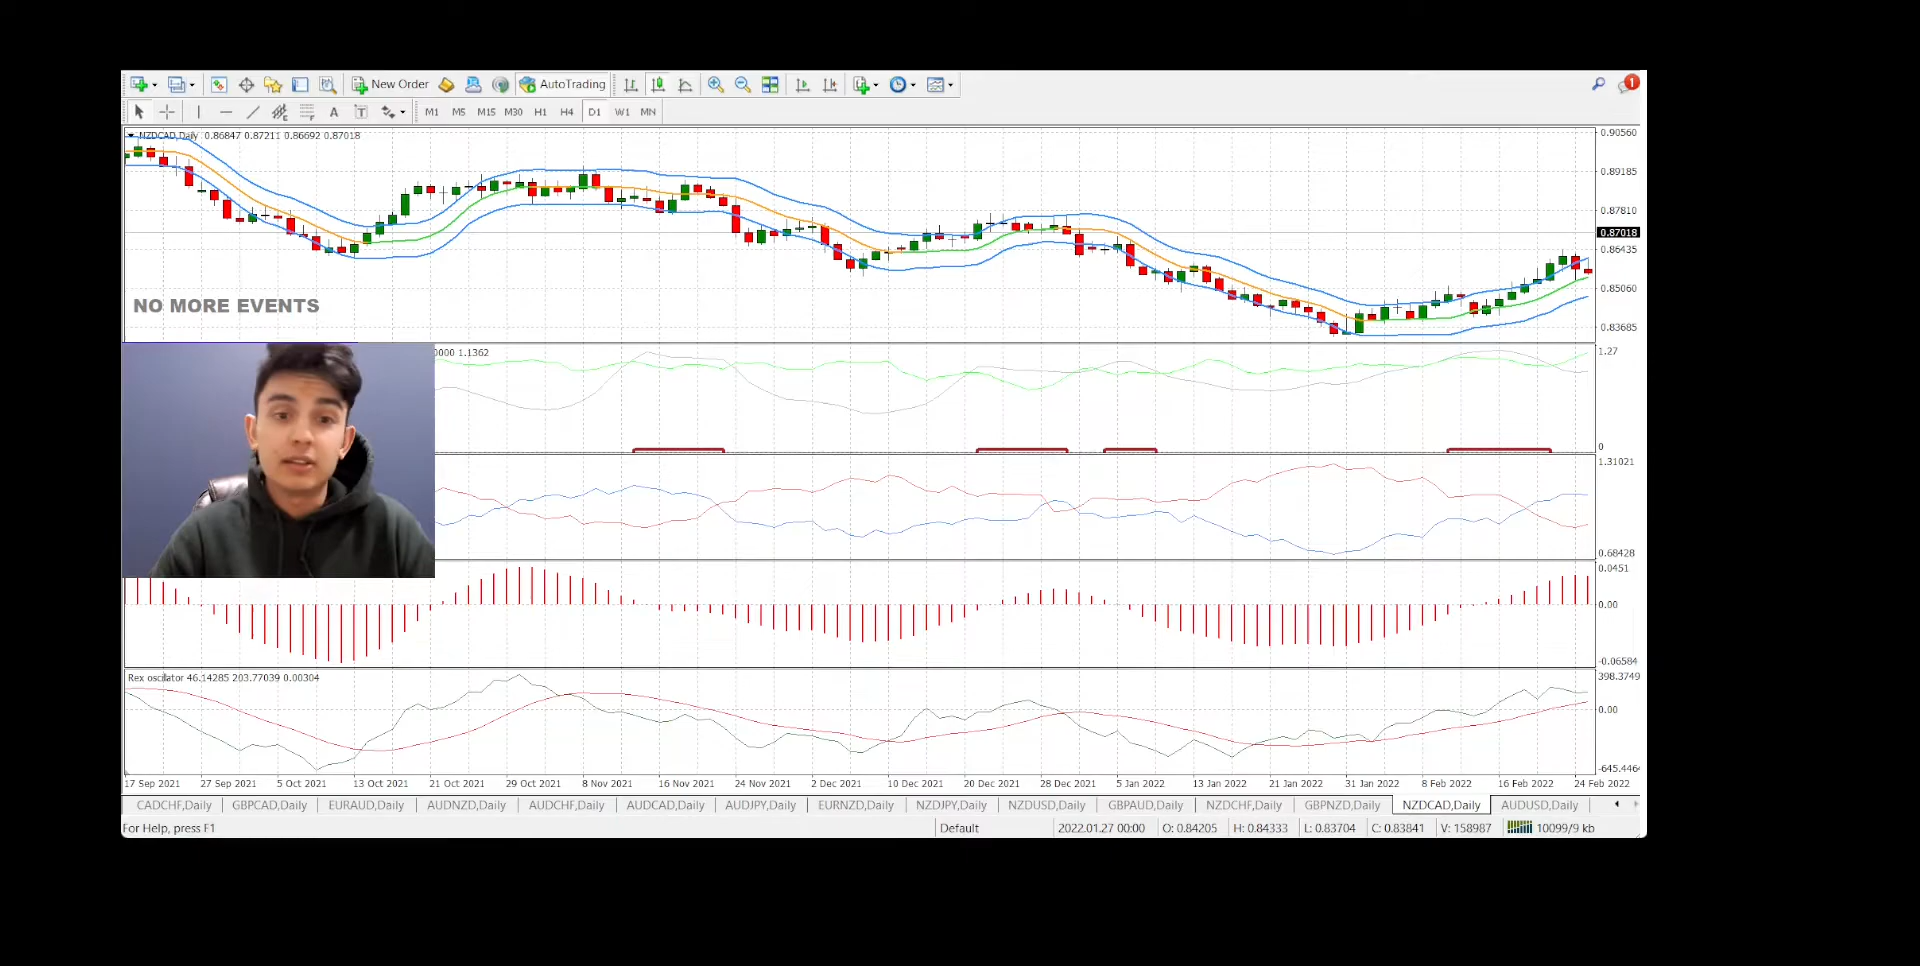 New Order AutoTrading 1
A T M1 M5 M15 M30 H1 H4 D1 W1 MN
NZDCAD,Daily 0.86847 0.87211 0.86692 0.87018
0.90560
0.89185
0.87810
0.87018
0.86435
0.85060
0.83685
NO MORE EVENTS
0000 1.1362
1.27
0
1.31021
0.68428
0.0451
0.00
-0.06584
Rex oscillator 46.14285 203.77039 0.00304
398.3749
0.00
-645.4464
17 Sep 2021 27 Sep 2021 5 Oct 2021 13 Oct 2021 21 Oct 2021 29 Oct 2021 8 Nov 2021 16 Nov 2021 24 Nov 2021 2 Dec 2021 10 Dec 2021 20 Dec 2021 28 Dec 2021 5 Jan 2022 13 Jan 2022 21 Jan 2022 31 Jan 2022 8 Feb 2022 16 Feb 2022 24 Feb 2022
CADCHF,Daily GBPCAD,Daily EURAUD,Daily AUDNZD,Daily AUDCHF,Daily AUDCAD,Daily AUDJPY,Daily EURNZD,Daily NZDJPY,Daily NZDUSD,Daily GBPAUD,Daily NZDCHF,Daily GBPNZD,Daily NZDCAD,Daily AUDUSD,Daily
For Help, press F1 Default 2022.01.27 00:00 O: 0.84205 H: 0.84333 L: 0.83704 C: 0.83841 V: 158987 10099/9 kb